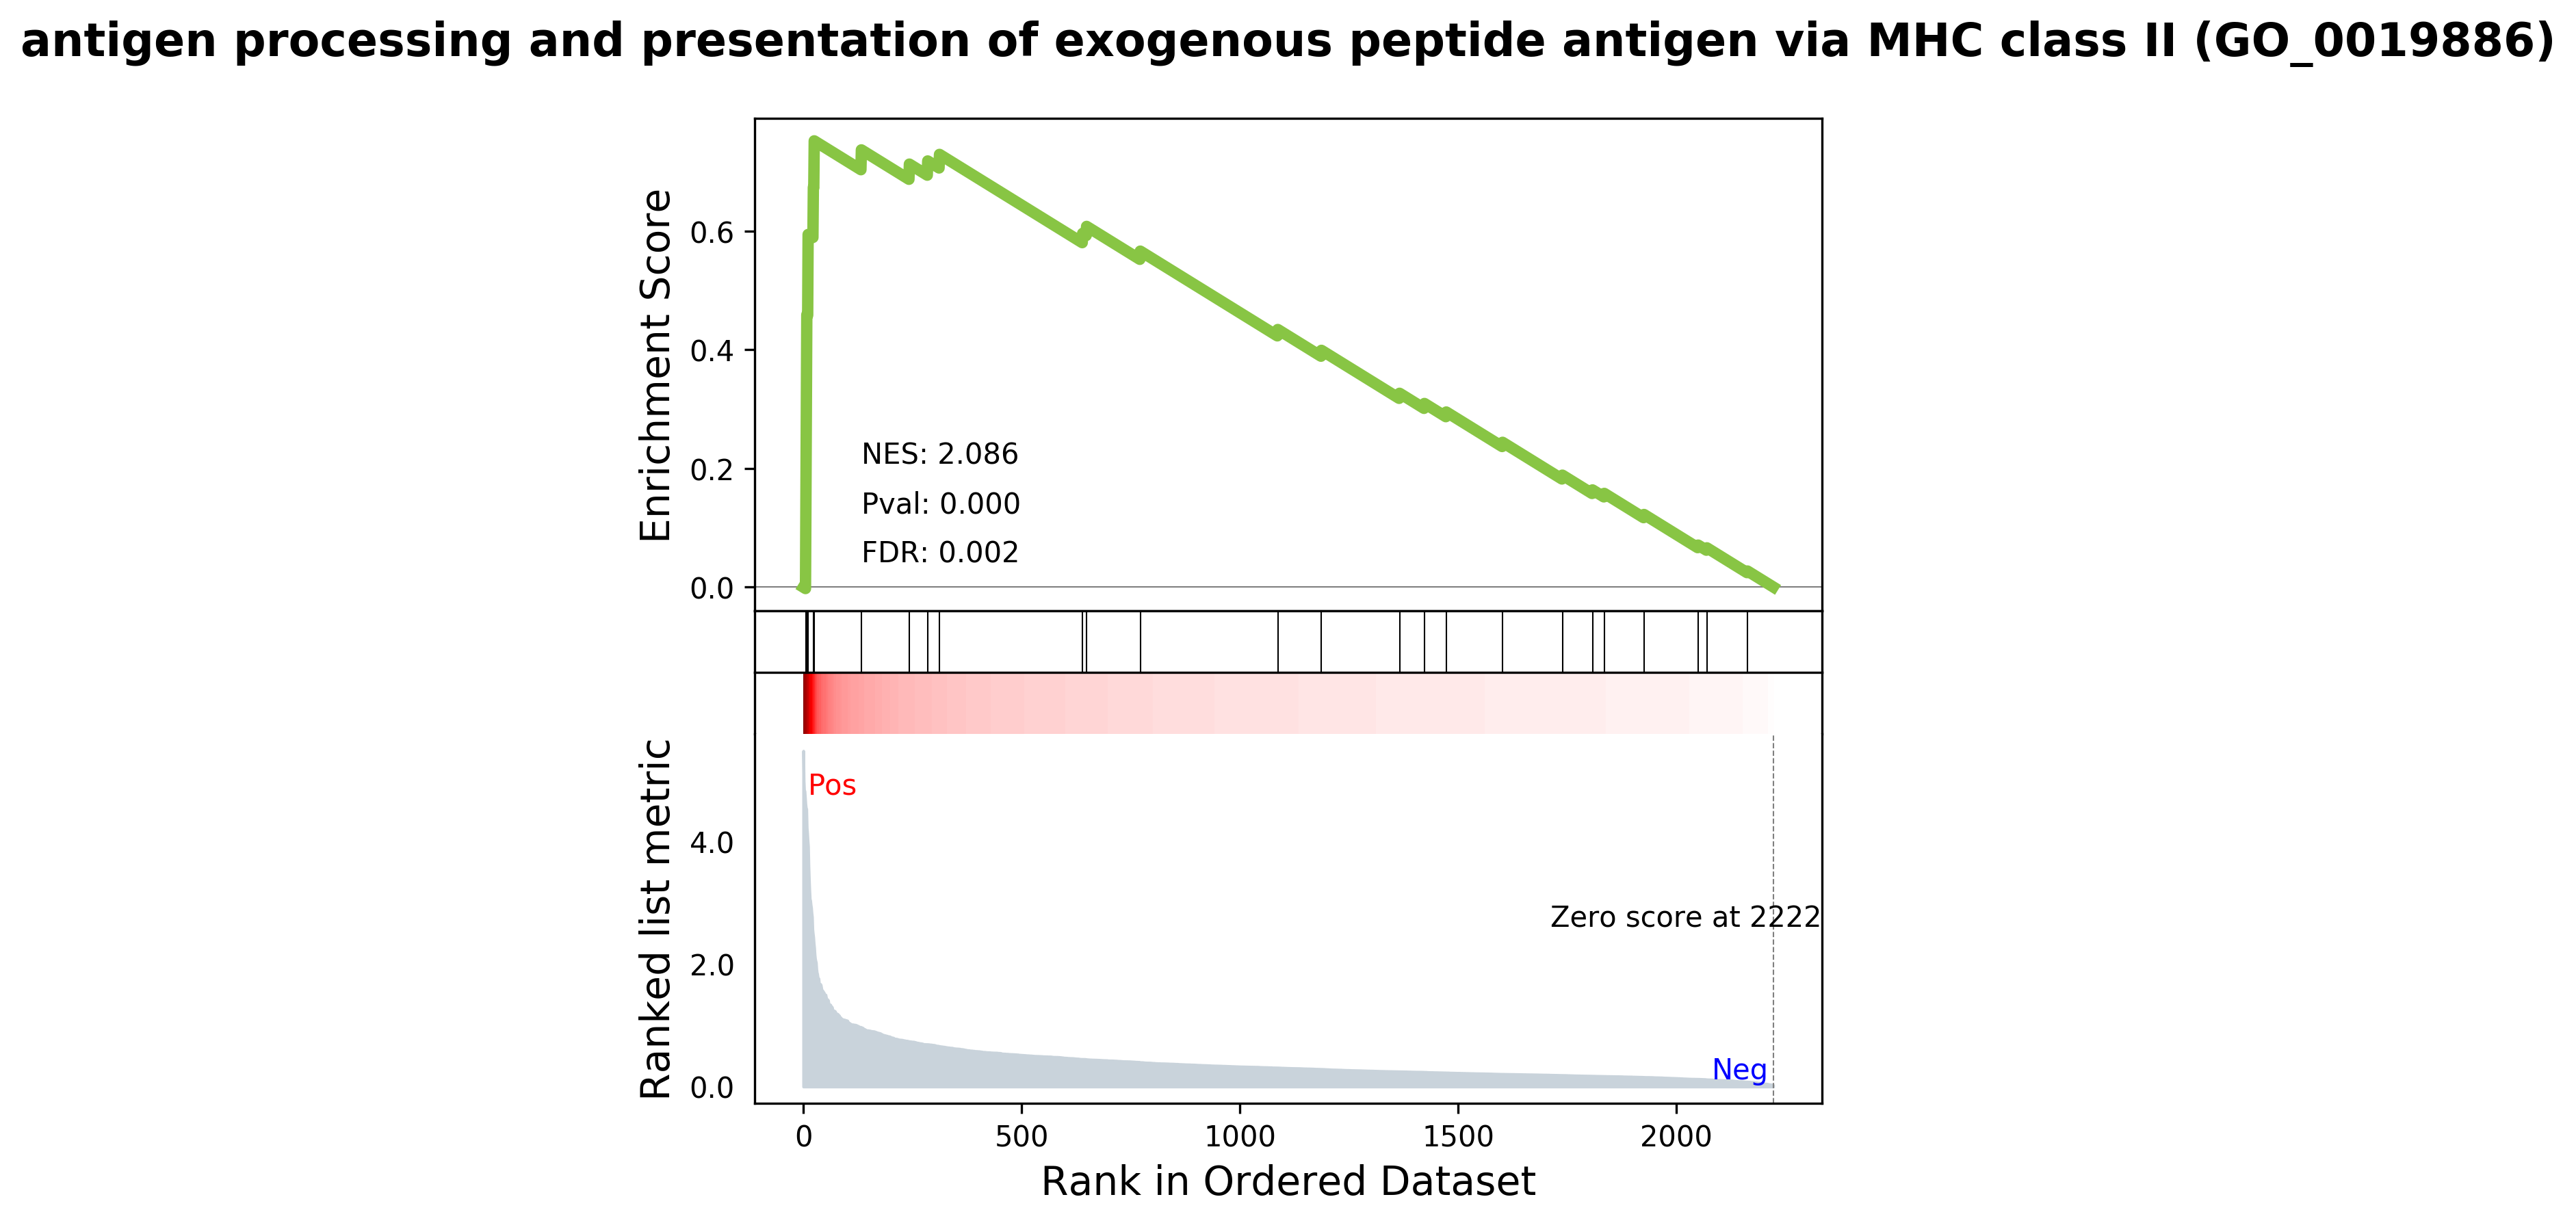 antigen processing and presentation of exogenous peptide antigen via MHC class II (GO_0019886)
Enrichment Score
0.6
0.4
0.2
0.0
NES: 2.086
Pval: 0.000
FDR: 0.002
Ranked list metric
4.0
2.0
0.0
Pos
Zero score at 2222
Neg
0 500 1000 1500 2000
Rank in Ordered Dataset